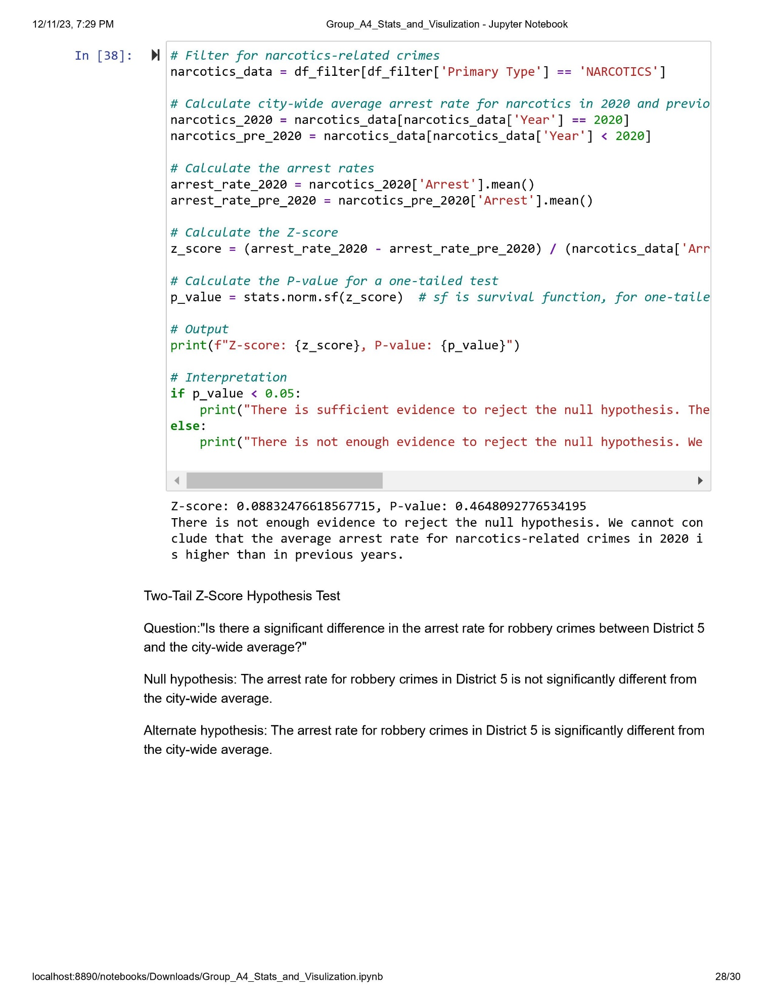 12/11/23, 7:29 PM
Group_A4_Stats_and_Visulization - Jupyter Notebook
In [38]:
# Filter for narcotics-related crimes
narcotics_data = df_filter[df_filter['Primary Type'] == 'NARCOTICS']
# Calculate city-wide average arrest rate for narcotics in 2020 and previo
narcotics_2020 = narcotics_data[narcotics_data['Year'] == 2020]
narcotics_pre_2020 = narcotics_data[narcotics_data['Year'] < 2020]
# Calculate the arrest rates
arrest_rate_2020 = narcotics_2020['Arrest'].mean()
arrest_rate_pre_2020 = narcotics_pre_2020['Arrest'].mean()
# Calculate the Z-score
z_score = (arrest_rate_2020 - arrest_rate_pre_2020) / (narcotics_data['Arr
# Calculate the P-value for a one-tailed test
p_value = stats.norm.sf(z_score)  # sf is survival function, for one-taile
# Output
print(f"Z-score: {z_score}, P-value: {p_value}")
# Interpretation
if p_value < 0.05:
    print("There is sufficient evidence to reject the null hypothesis. The
else:
    print("There is not enough evidence to reject the null hypothesis. We
Z-score: 0.08832476618567715, P-value: 0.4648092776534195
There is not enough evidence to reject the null hypothesis. We cannot con
clude that the average arrest rate for narcotics-related crimes in 2020 i
s higher than in previous years.
Two-Tail Z-Score Hypothesis Test
Question:"Is there a significant difference in the arrest rate for robbery crimes between District 5
and the city-wide average?"
Null hypothesis: The arrest rate for robbery crimes in District 5 is not significantly different from
the city-wide average.
Alternate hypothesis: The arrest rate for robbery crimes in District 5 is significantly different from
the city-wide average.
localhost:8890/notebooks/Downloads/Group_A4_Stats_and_Visulization.ipynb
28/30